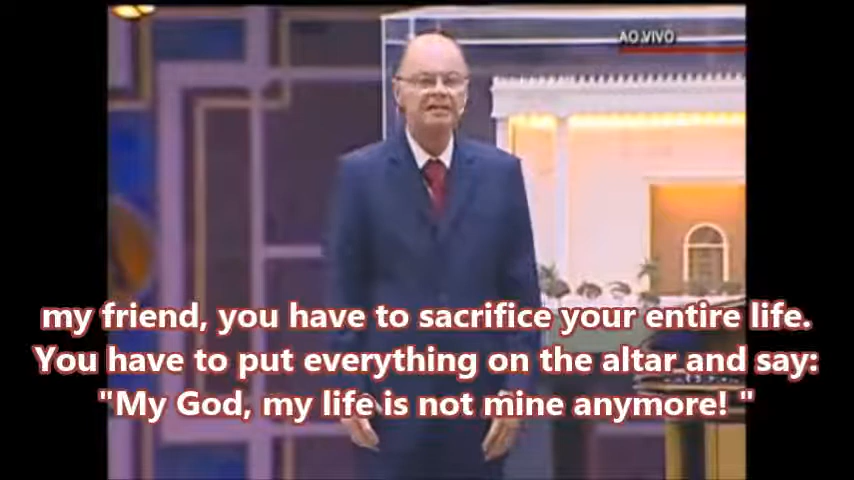 AO VIVO
my friend, you have to sacrifice your entire life.
You have to put everything on the altar and say:
"My God, my life is not mine anymore! "